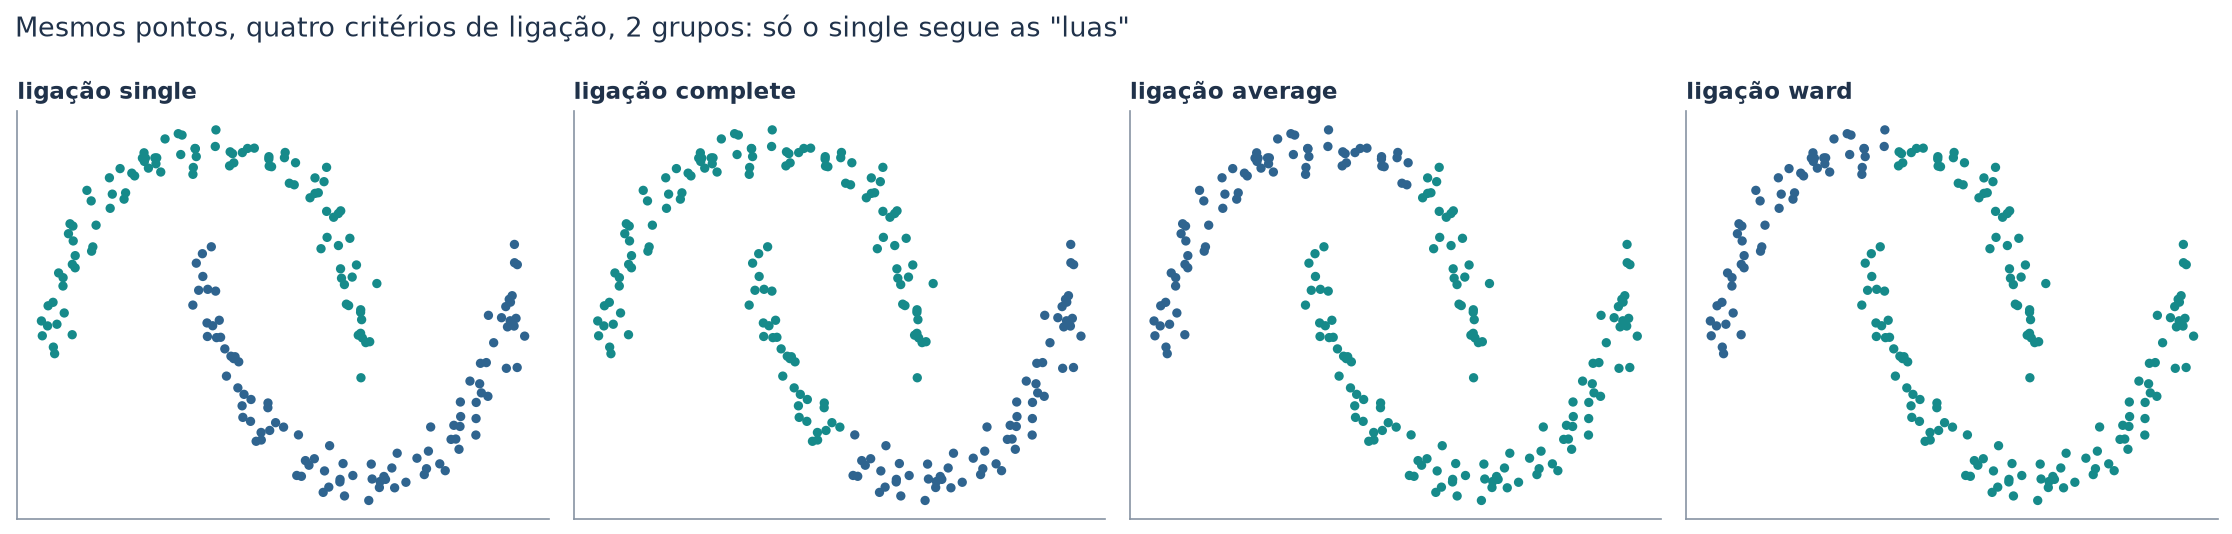 Mesmos pontos, quatro critérios de ligação, 2 grupos: só o single segue as "luas"
ligação single
ligação complete
ligação average
ligação ward